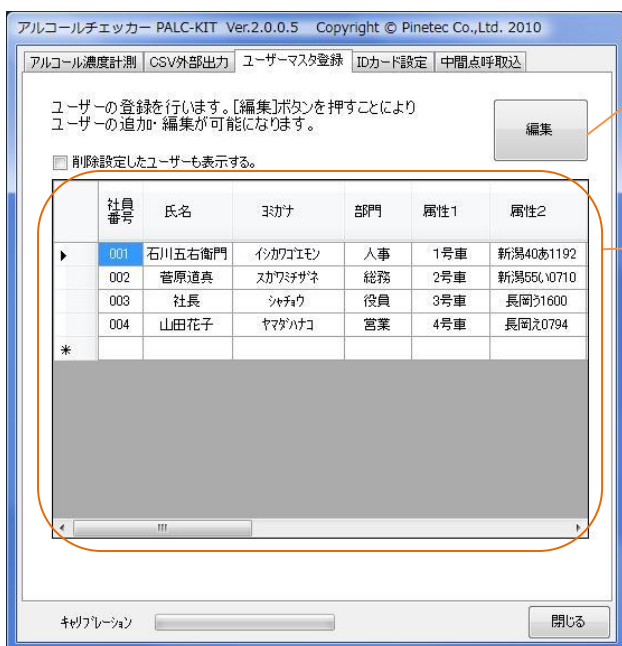 アルコールチェッカー PALC-KIT Ver.2.0.0.5 Copyright © Pinetec Co.,Ltd. 2010
アルコール濃度計測 CSV外部出力 ユーザーマスタ登録 IDカード設定 中間点呼取込
ユーザーの登録を行います。[編集]ボタンを押すことにより
ユーザーの追加・編集が可能になります。
編集
削除設定したユーザーも表示する。
社員番号 氏名 ﾖﾐｶﾞﾅ 部門 属性1 属性2
001 石川五右衛門 ｲｼｶﾜｺﾞｴﾓﾝ 人事 1号車 新潟40あ1192
002 菅原道真 ｽｶﾞﾜﾐﾁｻﾞﾈ 総務 2号車 新潟55い0710
003 社長 ｼｬﾁｮｳ 役員 3号車 長岡う1600
004 山田花子 ﾔﾏﾀﾞﾊﾅｺ 営業 4号車 長岡え0794
ｷｬﾘﾌﾞﾚｰｼｮﾝ 閉じる